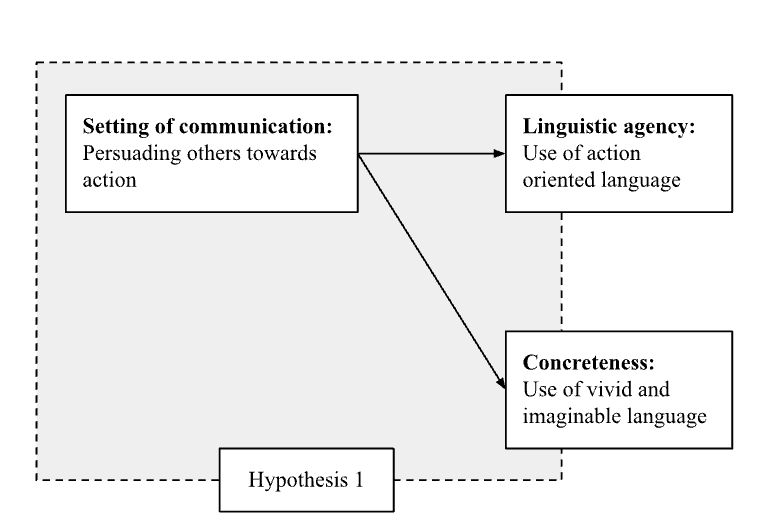 Setting of communication:
Persuading others towards
action
Linguistic agency:
Use of action
oriented language
Concreteness:
Use of vivid and
imaginable language
Hypothesis 1